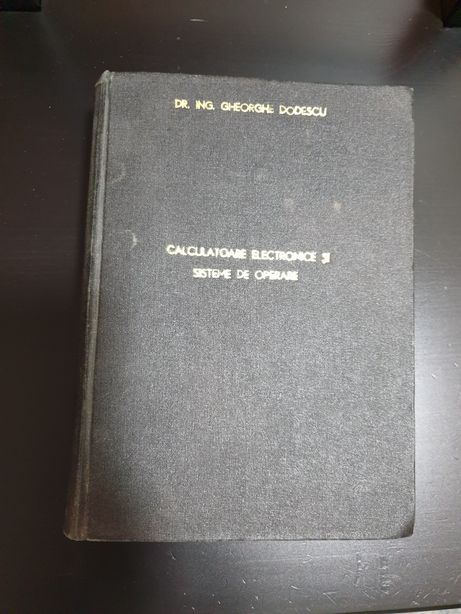 DR. ING. GHEORGHE DODESCU
CALCULATOARE ELECTRONICE ȘI
SISTEME DE OPERARE